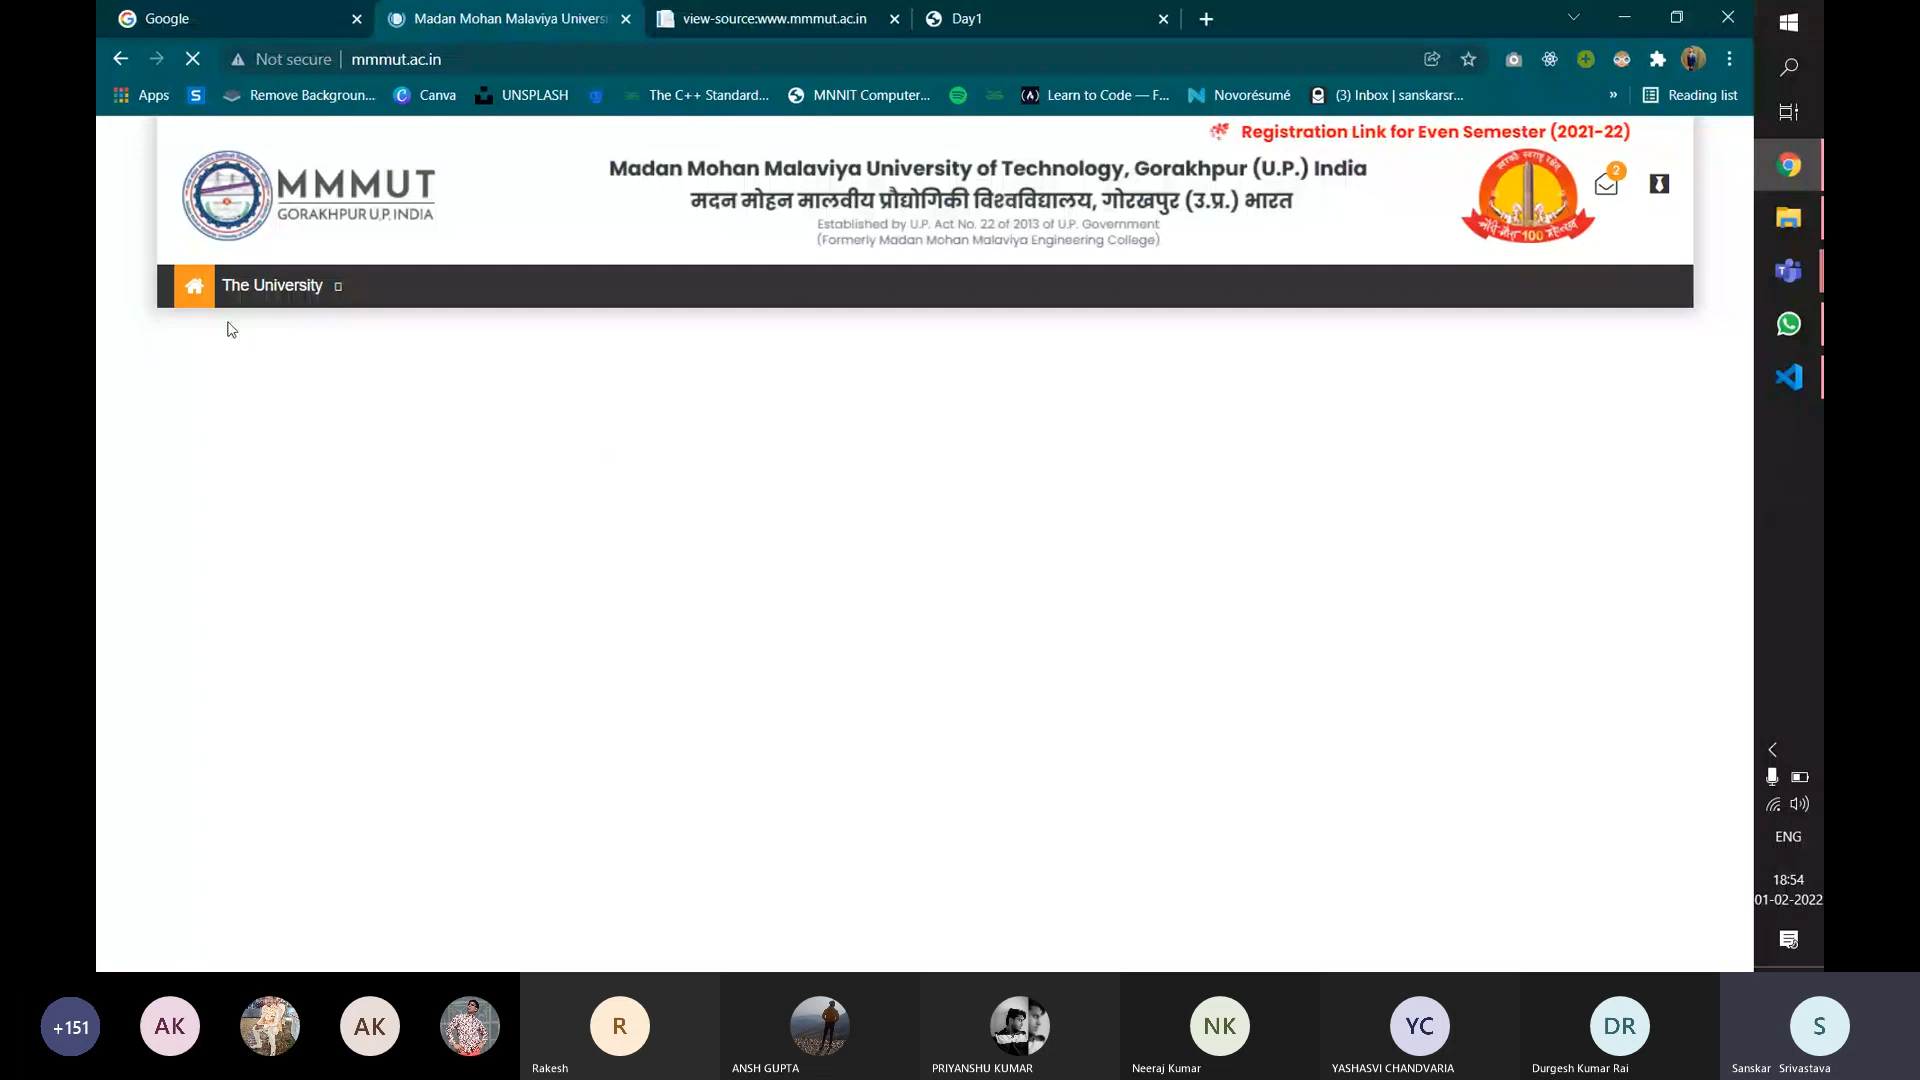 Google
Madan Mohan Malaviya Universi
view-source:www.mmmut.ac.in
Day1
Not secure
mmmut.ac.in
Apps
S
Remove Backgroun...
Canva
UNSPLASH
The C++ Standard...
MNNIT Computer...
Learn to Code — F...
Novorésumé
(3) Inbox | sanskarsr...
»
Reading list
Registration Link for Even Semester (2021-22)
MMMUT
GORAKHPUR U.P. INDIA
Madan Mohan Malaviya University of Technology, Gorakhpur (U.P.) India
मदन मोहन मालवीय प्रौद्योगिकी विश्वविद्यालय, गोरखपुर (उ.प्र.) भारत
Established by U.P. Act No. 22 of 2013 of U.P. Government
(Formerly Madan Mohan Malaviya Engineering College)
2
The University
ENG
18:54
01-02-2022
+151
AK
AK
R
NK
YC
DR
S
Rakesh
ANSH GUPTA
PRIYANSHU KUMAR
Neeraj Kumar
YASHASVI CHANDVARIA
Durgesh Kumar Rai
Sanskar Srivastava